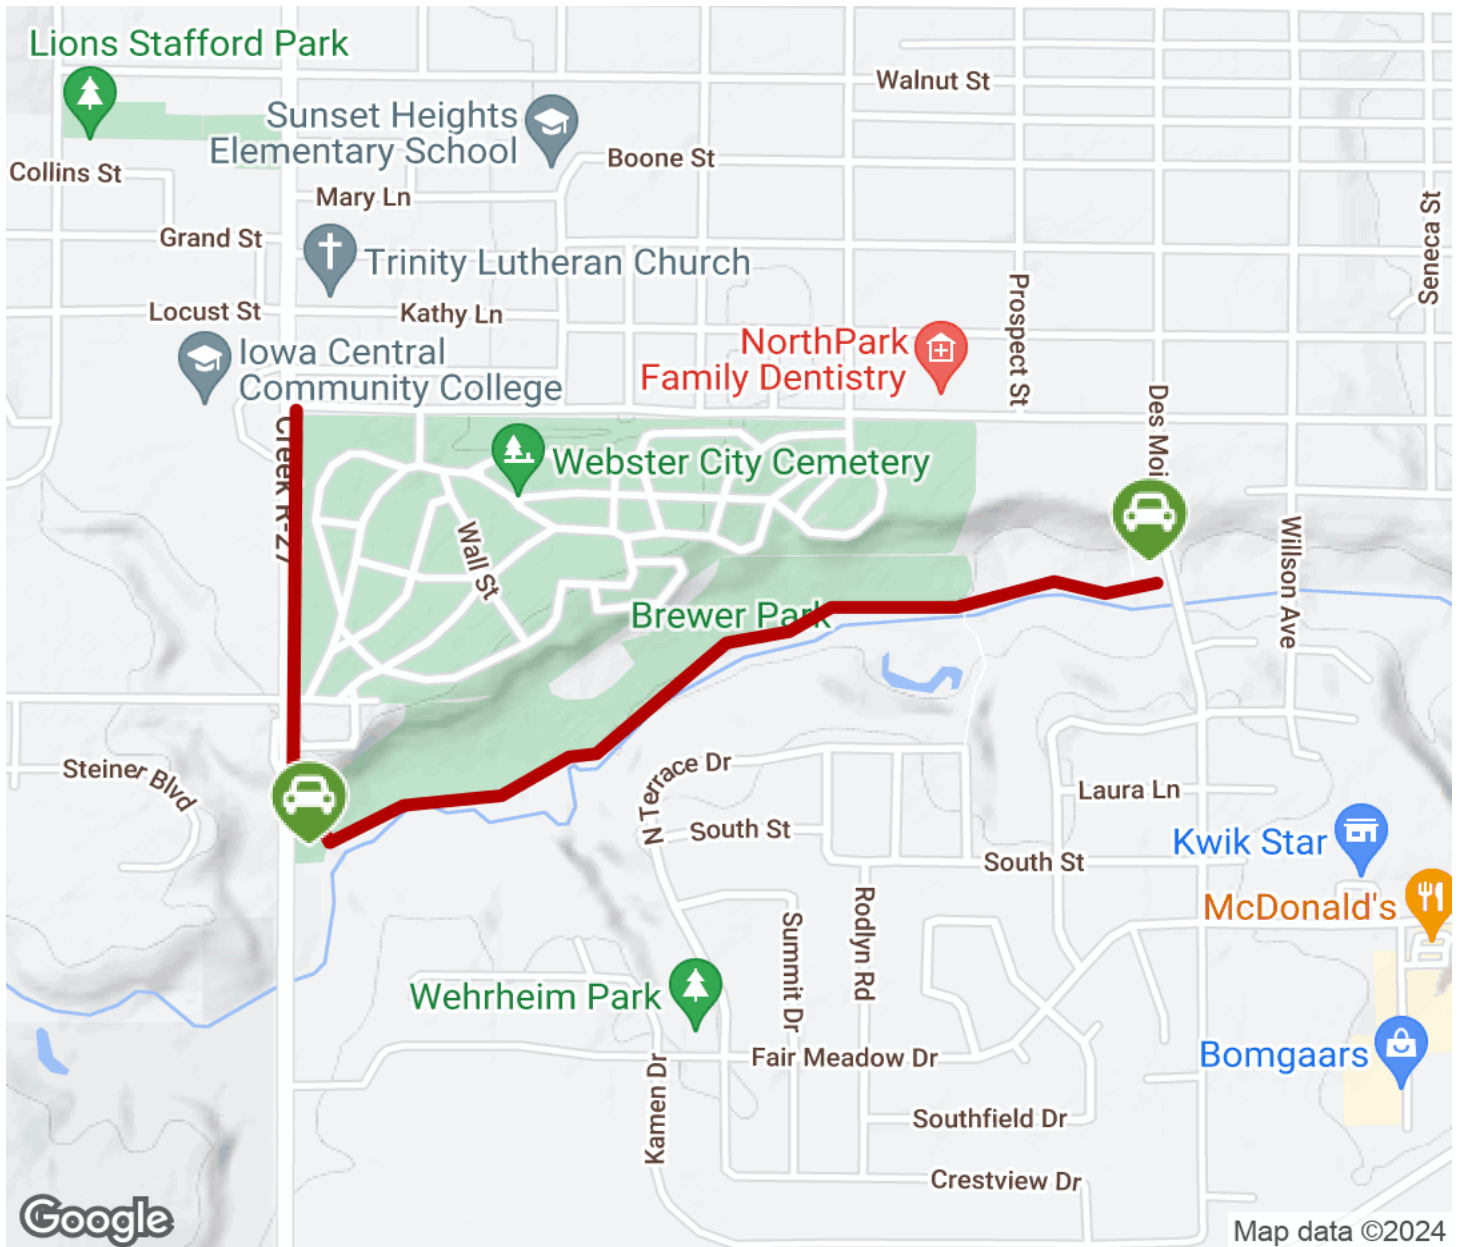 Lions Stafford Park
Walnut St
Sunset Heights
Elementary School
Boone St
Collins St
Mary Ln
Seneca St
Grand St
Trinity Lutheran Church
Prospect St
Locust St
Kathy Ln
NorthPark
Family Dentistry
Iowa Central
Community College
Des Moi
Creek R-27
Webster City Cemetery
Wall St
Willson Ave
Brewer Park
Steiner Blvd
N Terrace Dr
Laura Ln
South St
Kwik Star
South St
McDonald's
Rodlyn Rd
Summit Dr
Wehrheim Park
Fair Meadow Dr
Bomgaars
Kamen Dr
Southfield Dr
Crestview Dr
Google
Map data ©2024